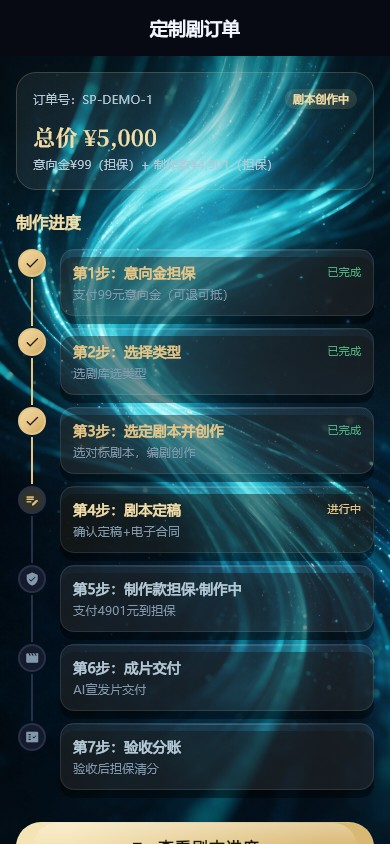 定制剧订单
订单号：SP-DEMO-1
剧本创作中
总价 ¥5,000
意向金¥99（担保）+ 制作款¥4,901（担保）
制作进度
第1步：意向金担保
已完成
支付99元意向金（可退可抵）
第2步：选择类型
已完成
选剧库选类型
第3步：选定剧本并创作
已完成
选对标剧本，编剧创作
第4步：剧本定稿
进行中
确认定稿+电子合同
第5步：制作款担保·制作中
支付4901元到担保
第6步：成片交付
AI宣发片交付
第7步：验收分账
验收后担保清分